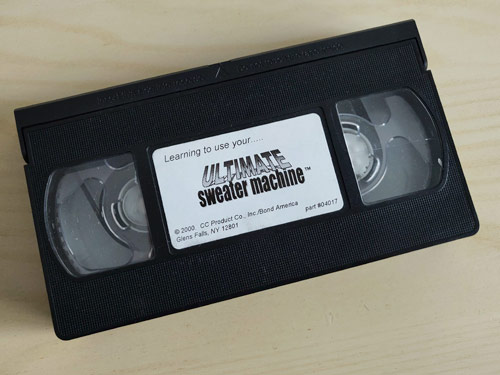 Learning to use your.....
ULTIMATE
sweater machine™
© 2000 CC Product Co., Inc./Bond America
Glens Falls, NY 12801 part #04017